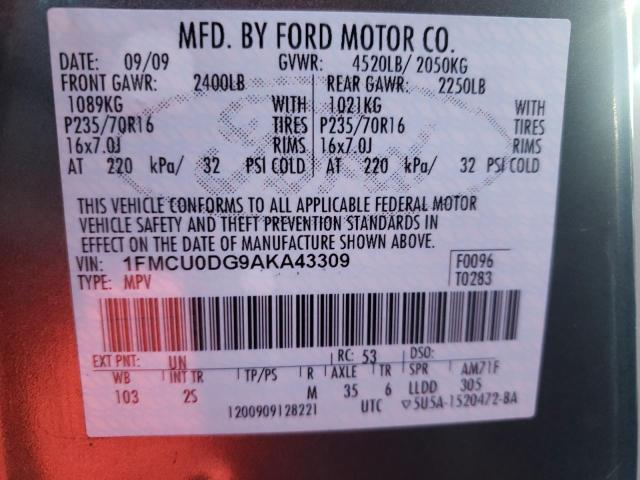 MFD. BY FORD MOTOR CO.
DATE: 09/09 GVWR: 4520LB/ 2050KG
FRONT GAWR: 2400LB REAR GAWR: 2250LB
1089KG WITH 1021KG WITH
P235/70R16 TIRES P235/70R16 TIRES
16x7.0J RIMS 16x7.0J RIMS
AT 220 kPa/ 32 PSI COLD AT 220 kPa/ 32 PSI COLD
THIS VEHICLE CONFORMS TO ALL APPLICABLE FEDERAL MOTOR
VEHICLE SAFETY AND THEFT PREVENTION STANDARDS IN
EFFECT ON THE DATE OF MANUFACTURE SHOWN ABOVE.
VIN: 1FMCU0DG9AKA43309 F0096
TYPE: MPV T0283
EXT PNT: UN RC: 53 DSO:
WB INT TR TP/PS R AXLE TR SPR AM71F
103 2S M 35 6 LLDD 305
1200909128221 UTC ▽5U5A-1520472-BA